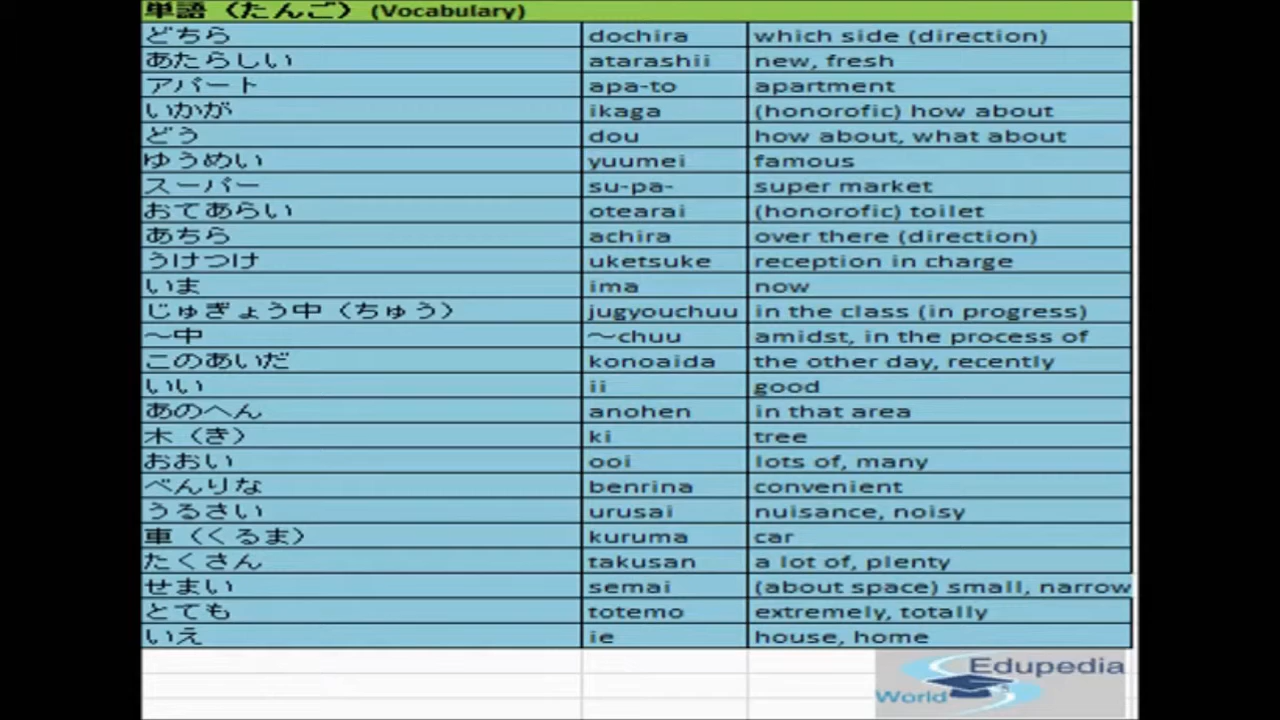 単語（たんご）(Vocabulary)
どちら dochira which side (direction)
あたらしい atarashii new, fresh
アパート apa-to apartment
いかが ikaga (honorofic) how about
どう dou how about, what about
ゆうめい yuumei famous
スーパー su-pa- super market
おてあらい otearai (honorofic) toilet
あちら achira over there (direction)
うけつけ uketsuke reception in charge
いま ima now
じゅぎょう中（ちゅう） jugyouchuu in the class (in progress)
～中 ～chuu amidst, in the process of
このあいだ konoaida the other day, recently
いい ii good
あのへん anohen in that area
木（き） ki tree
おおい ooi lots of, many
べんりな benrina convenient
うるさい urusai nuisance, noisy
車（くるま） kuruma car
たくさん takusan a lot of, plenty
せまい semai (about space) small, narrow
とても totemo extremely, totally
いえ ie house, home
Edupedia
World